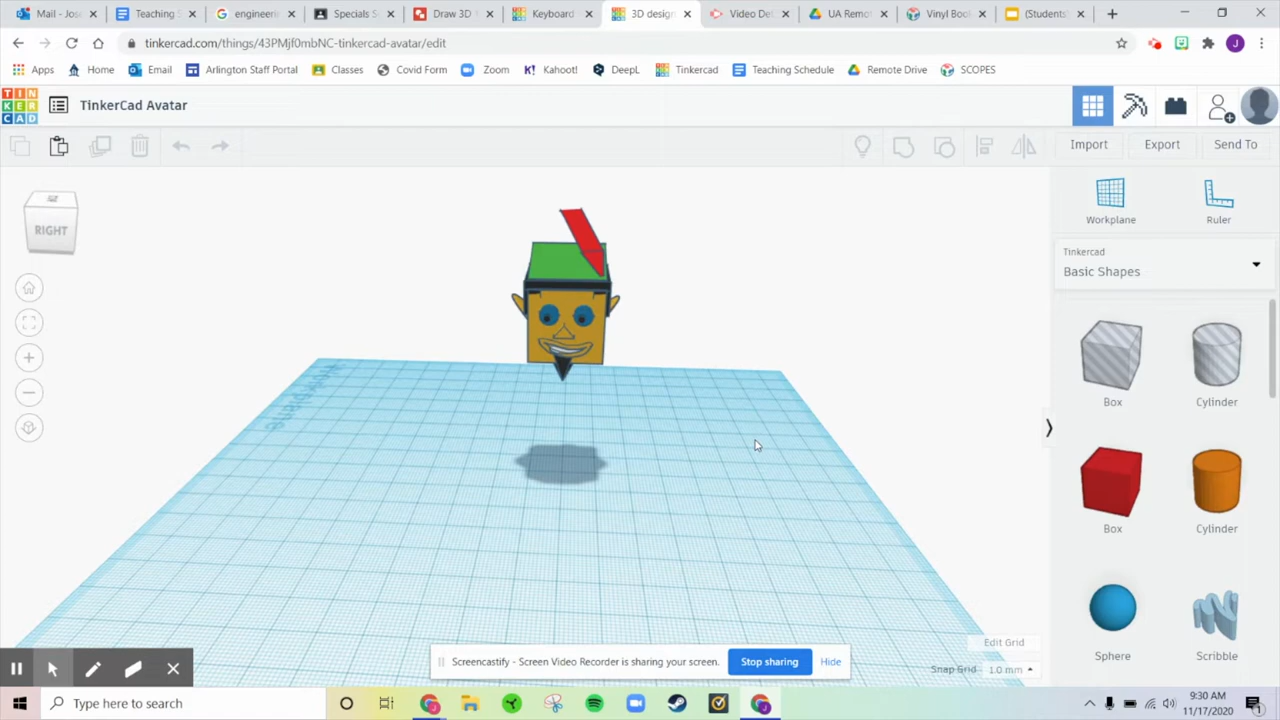 Mail - Jos
Teaching S
engineeri
Specials S
Draw 3D
Keyboard
3D design
Video Del
UA Remo
Vinyl Boo
(Students'
tinkercad.com/things/43PMjf0mbNC-tinkercad-avatar/edit
J
Apps
Home
Email
Arlington Staff Portal
Classes
Covid Form
Zoom
K!
Kahoot!
DeepL
Tinkercad
Teaching Schedule
Remote Drive
SCOPES
TIN
KER
CAD
TinkerCad Avatar
Import
Export
Send To
RIGHT
Workplane
Ruler
Tinkercad
Basic Shapes
Workplane
Box
Cylinder
Box
Cylinder
Sphere
Scribble
Edit Grid
Snap Grid 1.0 mm
Screencastify - Screen Video Recorder is sharing your screen.
Stop sharing
Hide
Type here to search
9:30 AM
11/17/2020
1